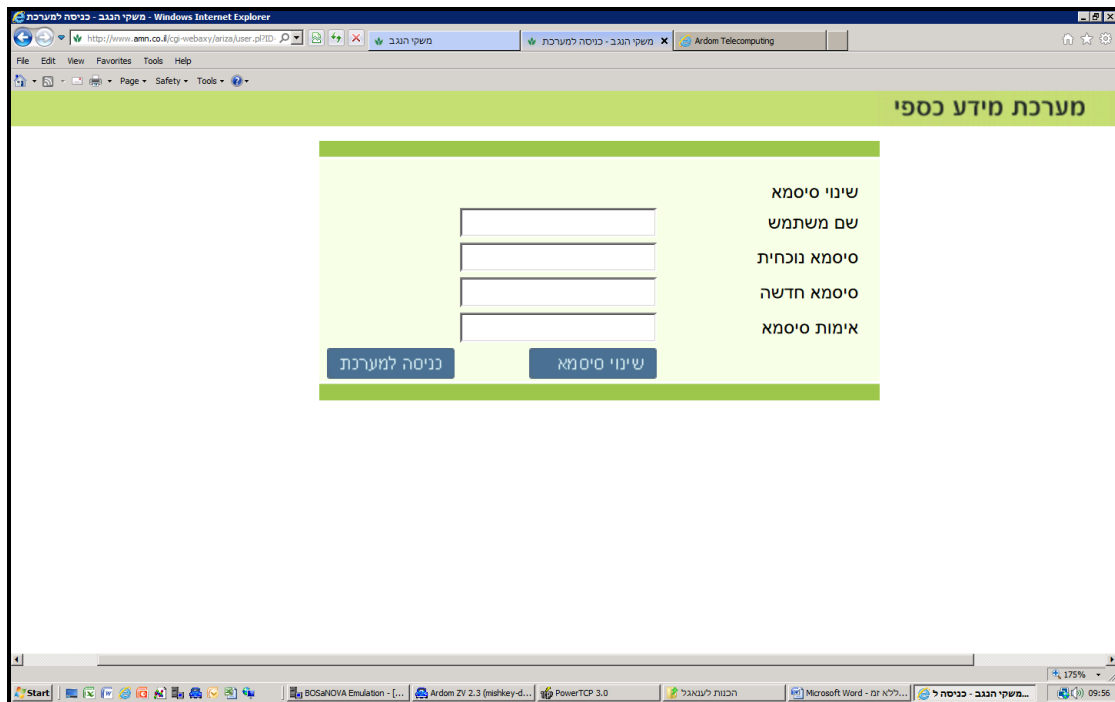 משקי הנגב - כניסה למערכת - Windows Internet Explorer
http://www.amn.co.il/cgi-webaxy/ariza/user.pl?ID-
משקי הנגב
משקי הנגב - כניסה למערכת
Ardom Telecomputing
File Edit View Favorites Tools Help
Page Safety Tools
מערכת מידע כספי
שינוי סיסמא
שם משתמש
סיסמא נוכחית
סיסמא חדשה
אימות סיסמא
שינוי סיסמא
כניסה למערכת
175%
Start
BOSaNOVA Emulation - [...
Ardom ZV 2.3 (mishkey-d...
PowerTCP 3.0
הכנות לענאגל
Microsoft Word - ללא זמ...
משקי הנגב - כניסה ל...
09:56